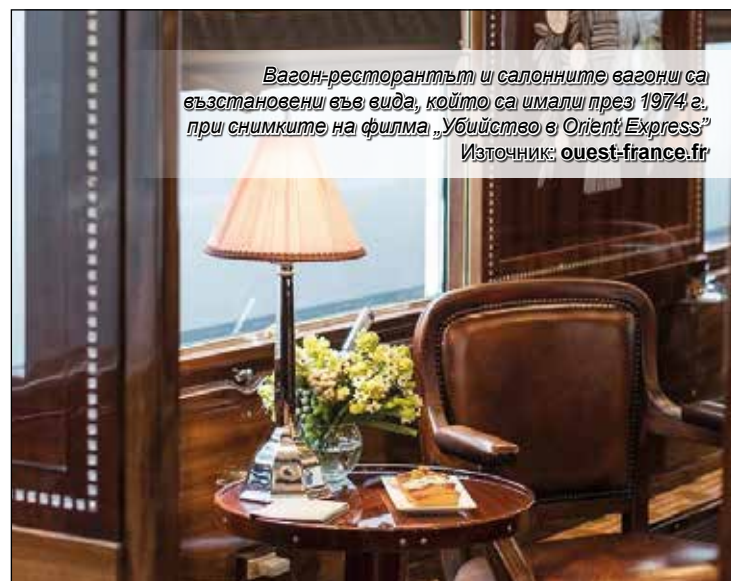 Вагон-ресторантът и салонните вагони са
възстановени във вида, който са имали през 1974 г.
при снимките на филма „Убийство в Orient Express”
Източник: ouest-france.fr